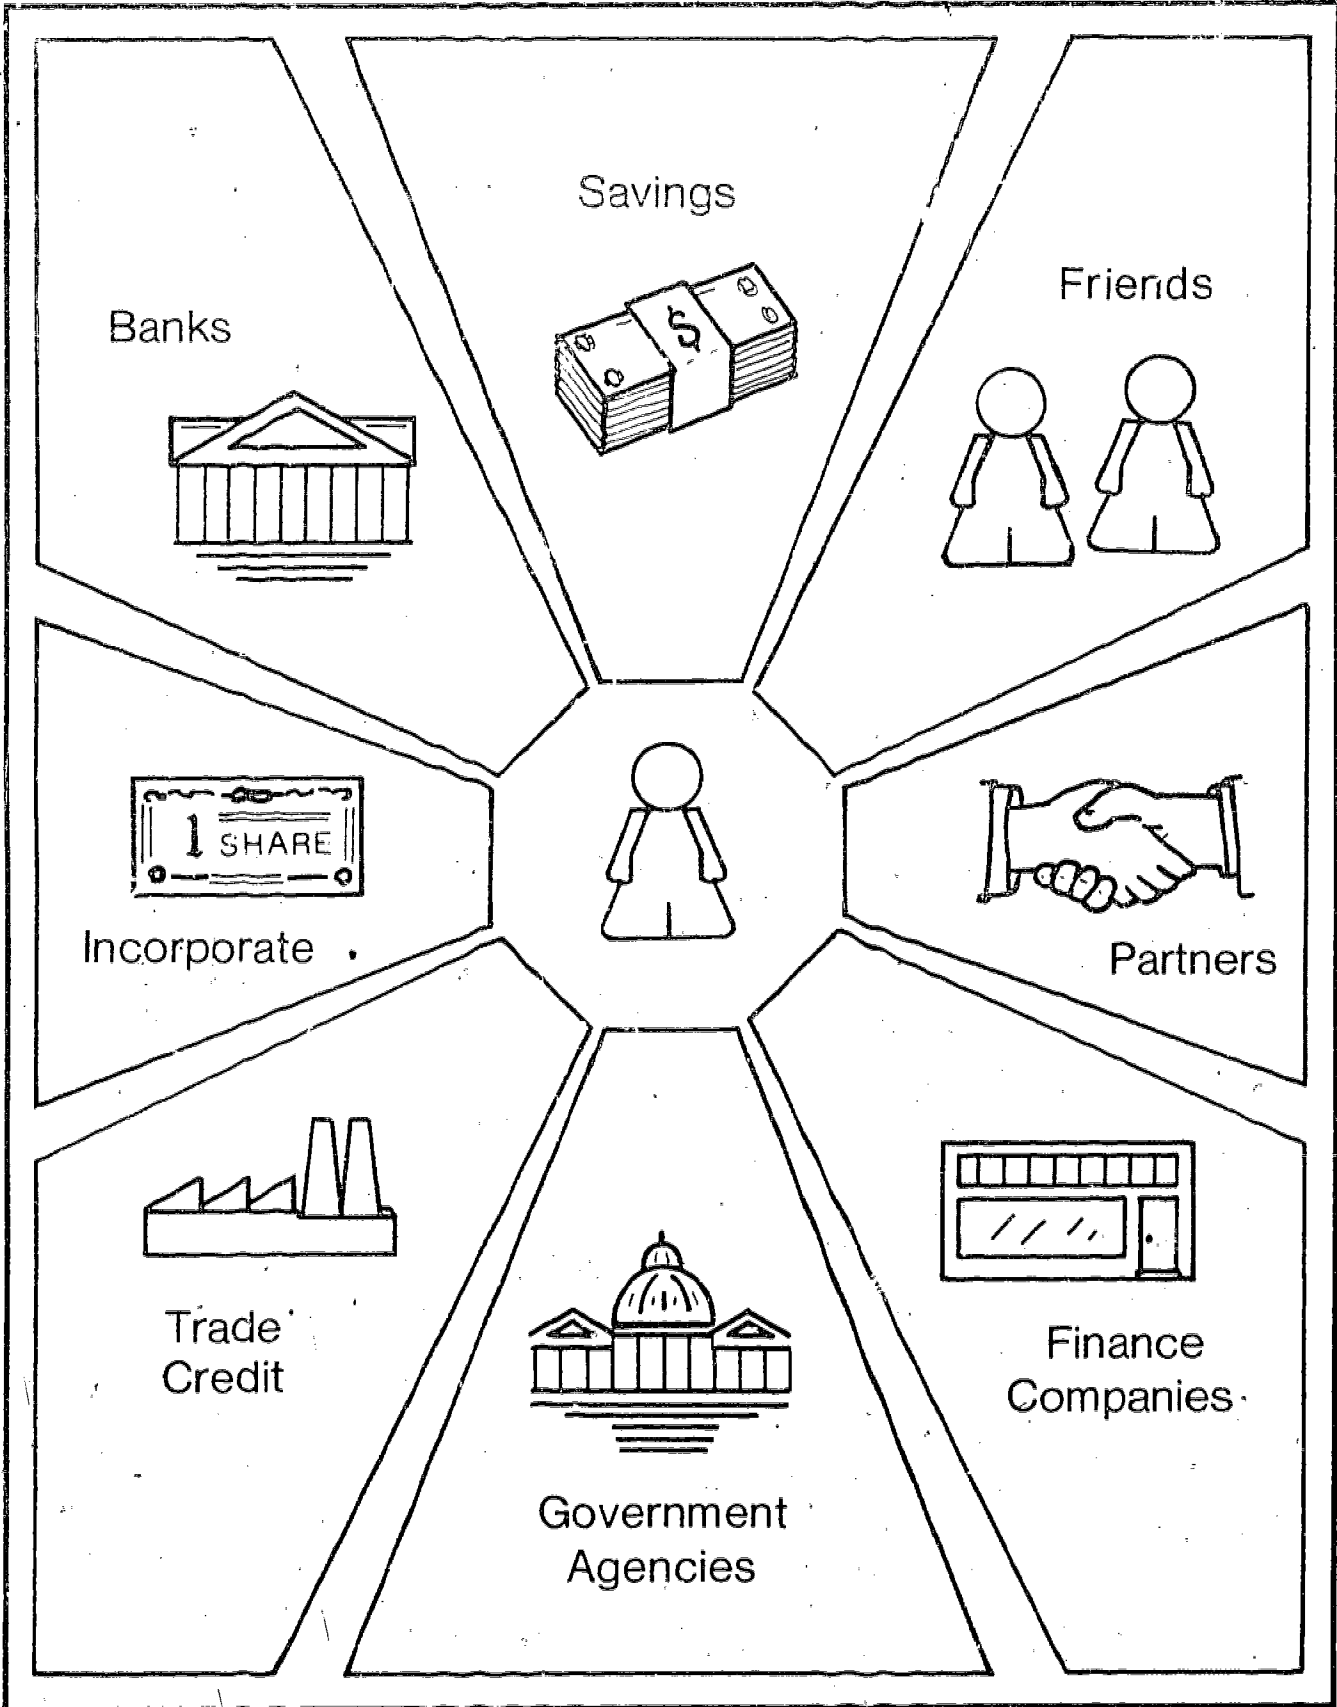 Savings
$
Friends
Banks
1 SHARE
Incorporate
Partners
Trade
Credit
Finance
Companies
Government
Agencies